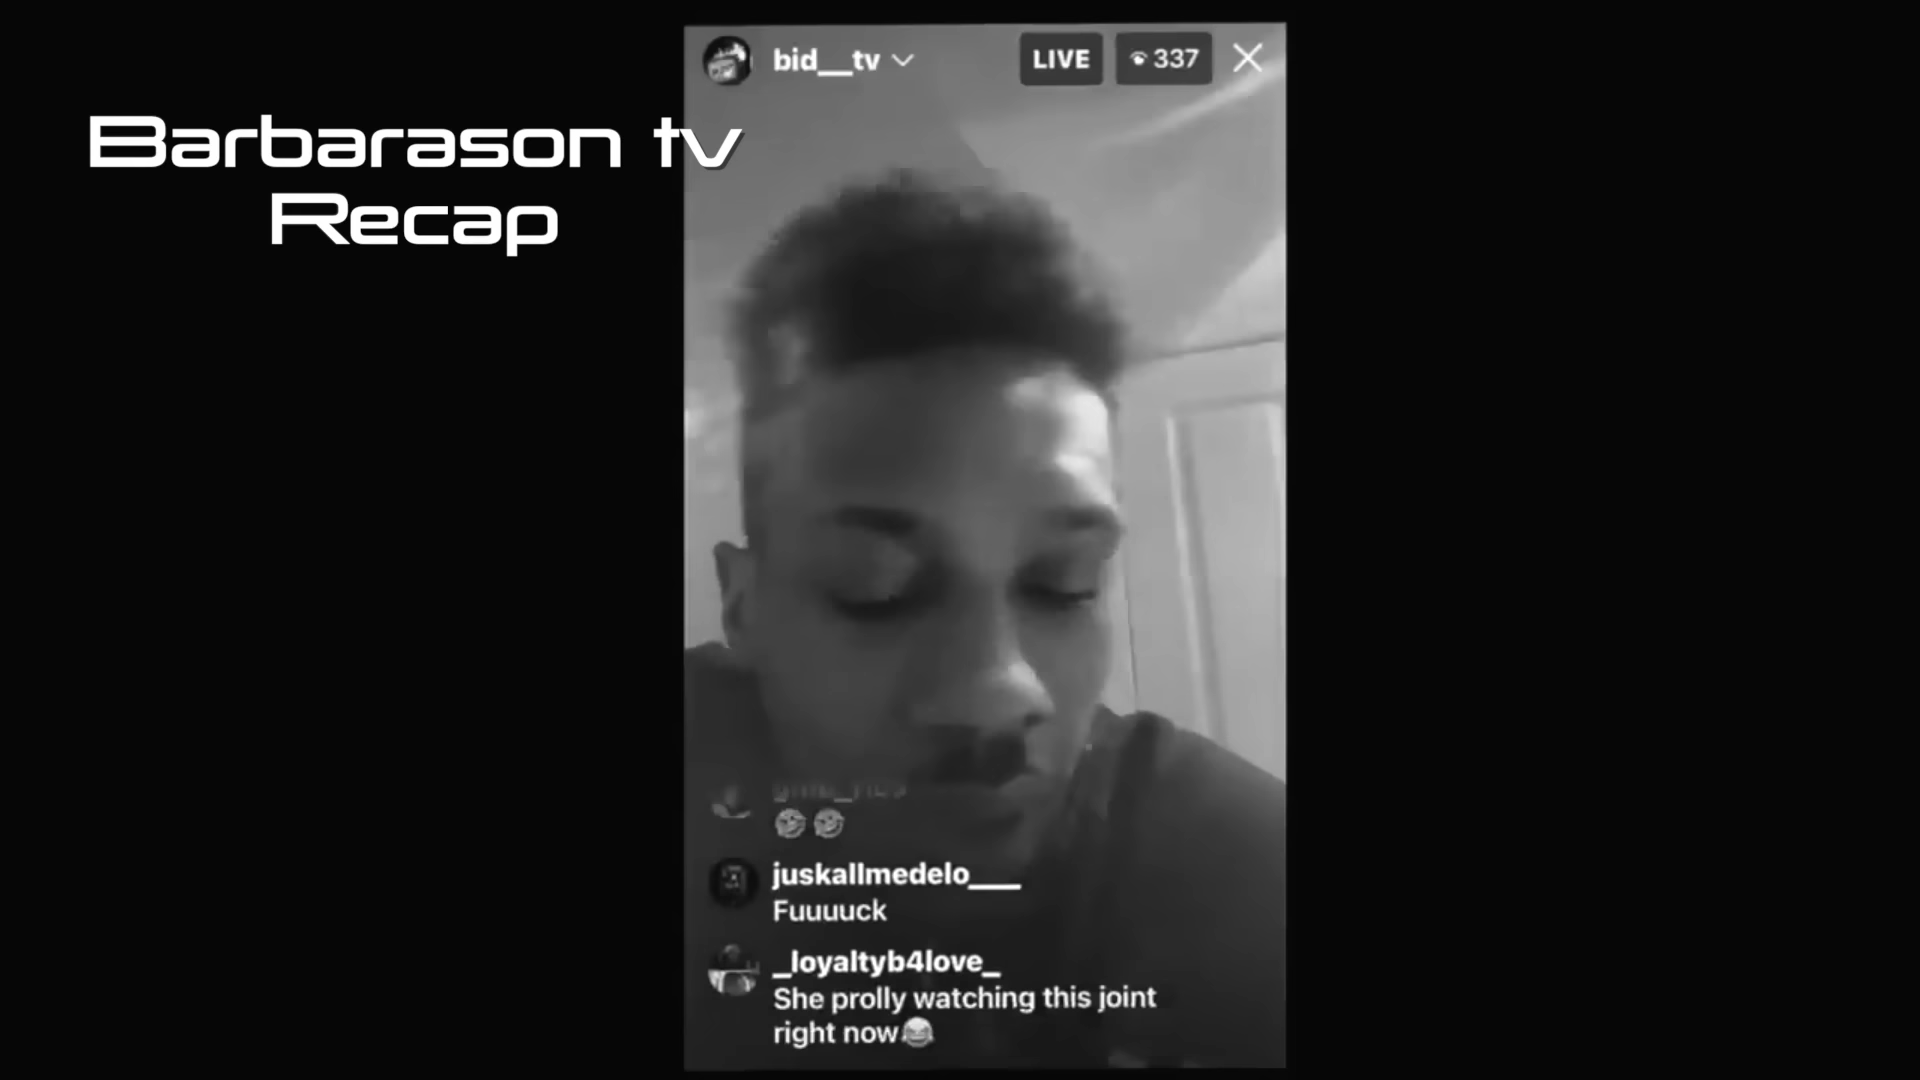 Barbarason tv
Recap
bid__tv
LIVE
337
juskallmedelo___
Fuuuuck
_loyaltyb4love_
She prolly watching this joint
right now😂